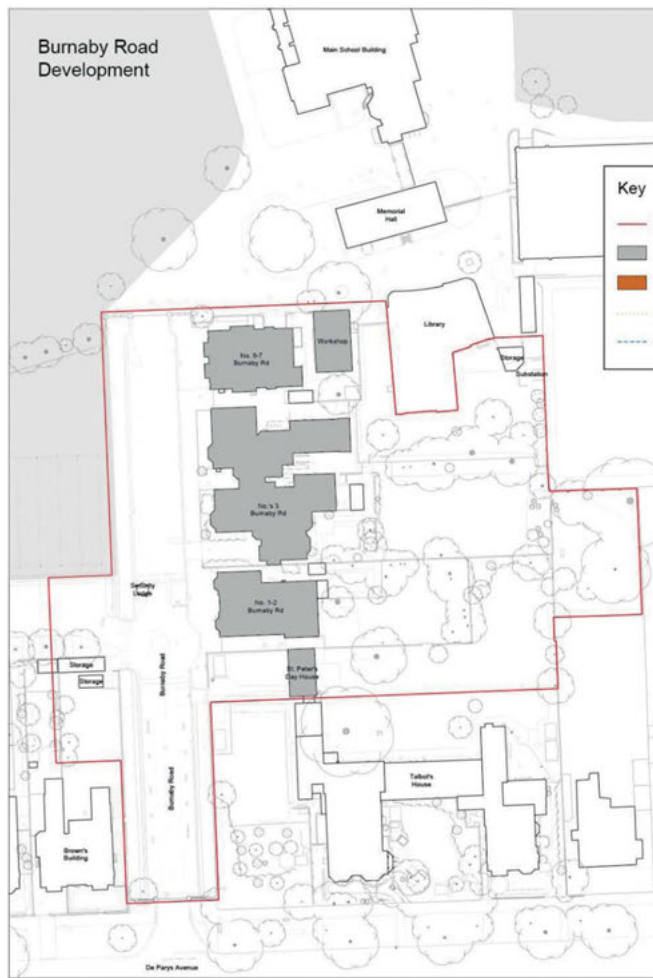 Burnaby Road
Development
Main School Building
Memorial
Hall
Key
Library
Workshop
No. 6-7
Burnaby Rd
Storage
Substation
No.'s 3
Burnaby Rd
No. 1-2
Burnaby Rd
St. Peter's
Day House
Storage
Storage
Burnaby Road
Burnaby Road
Talbot's
House
Brown's
Building
De Parys Avenue